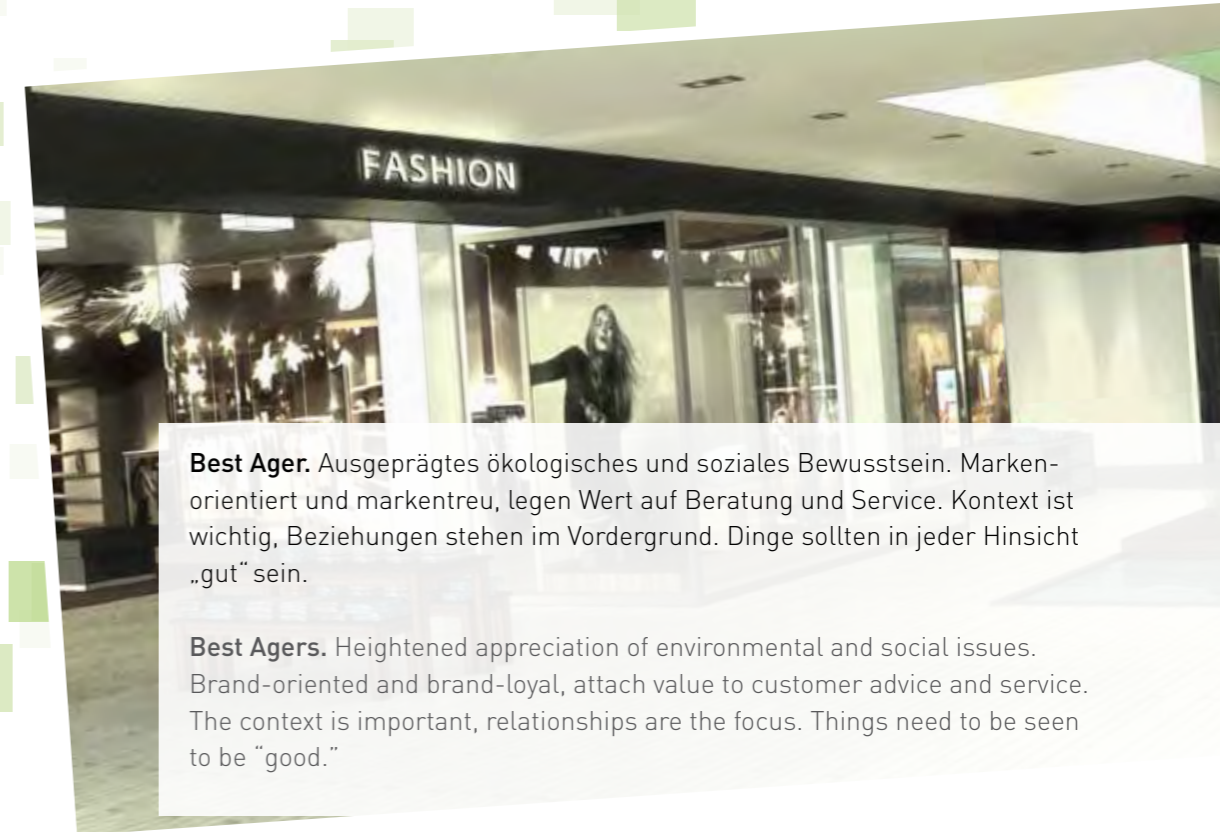 FASHION
Best Ager. Ausgeprägtes ökologisches und soziales Bewusstsein. Marken-
orientiert und markentreu, legen Wert auf Beratung und Service. Kontext ist
wichtig, Beziehungen stehen im Vordergrund. Dinge sollten in jeder Hinsicht
„gut“ sein.
Best Agers. Heightened appreciation of environmental and social issues.
Brand-oriented and brand-loyal, attach value to customer advice and service.
The context is important, relationships are the focus. Things need to be seen
to be “good.”